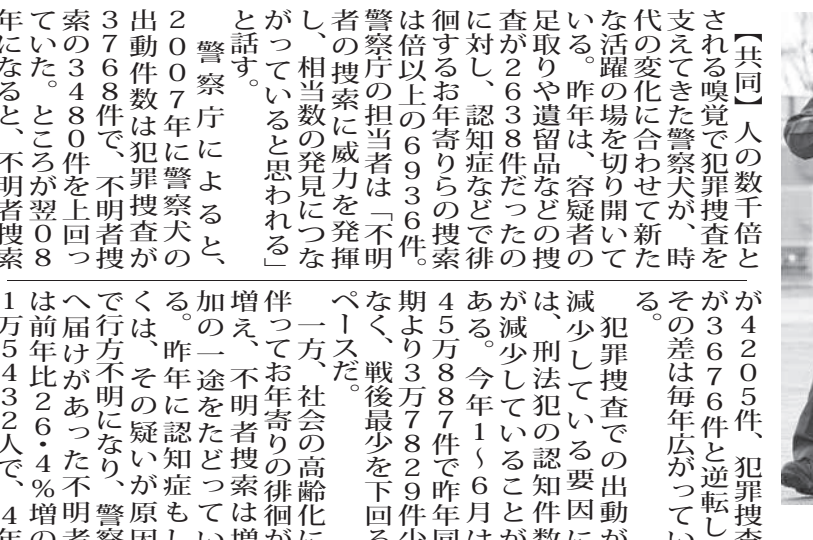 【共同】人の数千倍と
される嗅覚で犯罪捜査を
支えてきた警察犬が、時
代の変化に合わせて新た
な活躍の場を切り開いて
いる。昨年は、容疑者の
足取りや遺留品などの捜
査が2638件だったの
に対し、認知症などで徘
徊するお年寄りらの捜索
は倍以上の6936件。
警察庁の担当者は「不明
者の捜索に威力を発揮
し、相当数の発見につな
がっていると思われる」
と話す。
警察庁によると、
2007年に警察犬の
出動件数は犯罪捜査が
3768件で、不明者捜
索の3480件を上回っ
ていた。ところが翌08
年になると、不明者捜索
が4205件、犯罪捜査
が3676件と逆転し
その差は毎年広がってい
る。
犯罪捜査での出動が
減少している要因に
は、刑法犯の認知件数
が減少していることが
ある。今年1~6月は
45万887件で昨年同
期より3万7829件少
なく、戦後最少を下回る
ペースだ。
一方、社会の高齢化に
伴ってお年寄りの徘徊が
増え、不明者捜索は増
加の一途をたどってい
る。昨年に認知症もし
くは、その疑いが原因
で行方不明になり、警察
へ届けがあった不明者
は前年比26・4%増の
1万5432人で、4年